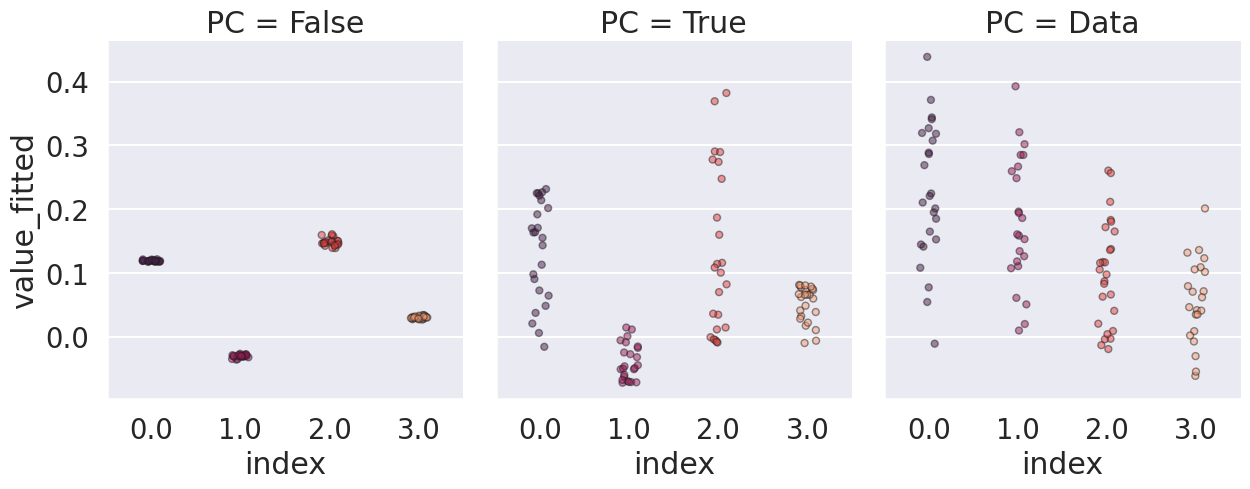 PC = False PC = True PC = Data
value_fitted
0.4
0.3
0.2
0.1
0.0
0.0 1.0 2.0 3.0 0.0 1.0 2.0 3.0 0.0 1.0 2.0 3.0
index index index